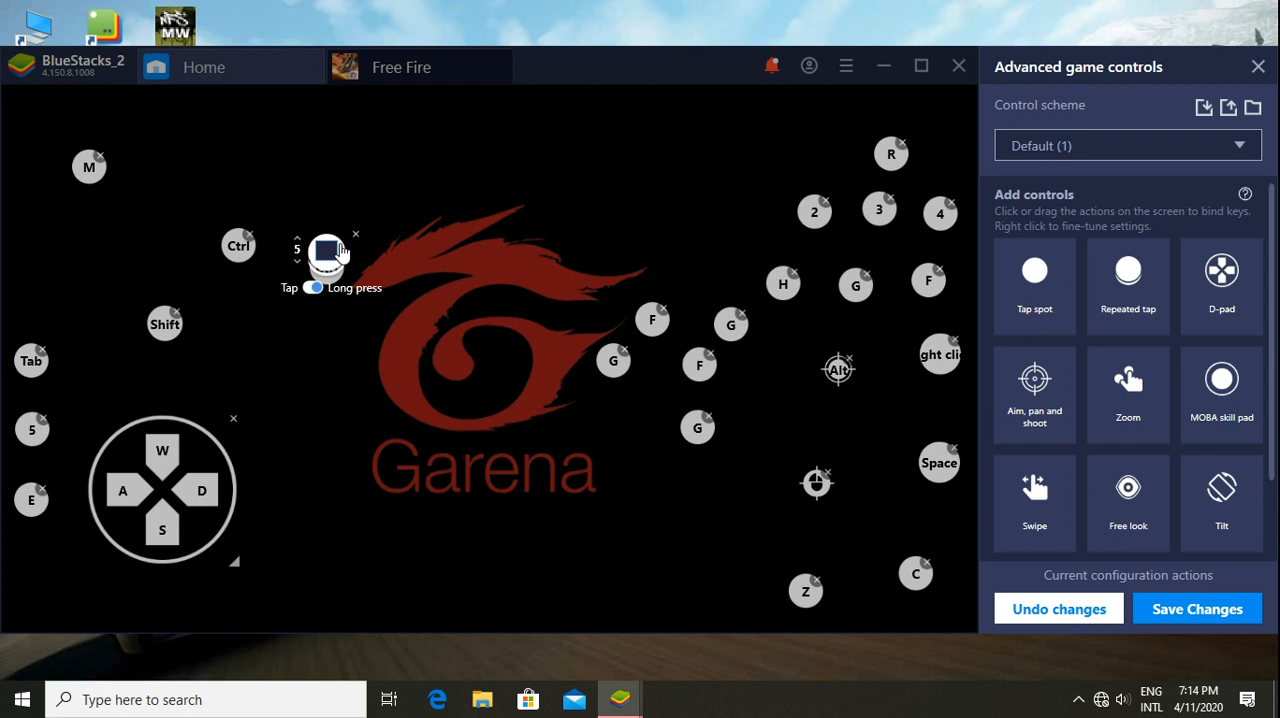 NFS
MW
BlueStacks_2
4.150.8.1008
Home
Free Fire
Advanced game controls
Control scheme
Default (1)
Add controls
Click or drag the actions on the screen to bind keys.
Right click to fine-tune settings.
Tap spot
Repeated tap
D-pad
Aim, pan and
shoot
Zoom
MOBA skill pad
Swipe
Free look
Tilt
Current configuration actions
Undo changes
Save Changes
M
R
2
3
4
Ctrl
5
Tap
Long press
H
G
F
Shift
F
G
Tab
G
F
Alt
ght cli
5
G
W
A
D
S
E
Space
Z
C
Garena
Type here to search
ENG
INTL
7:14 PM
4/11/2020